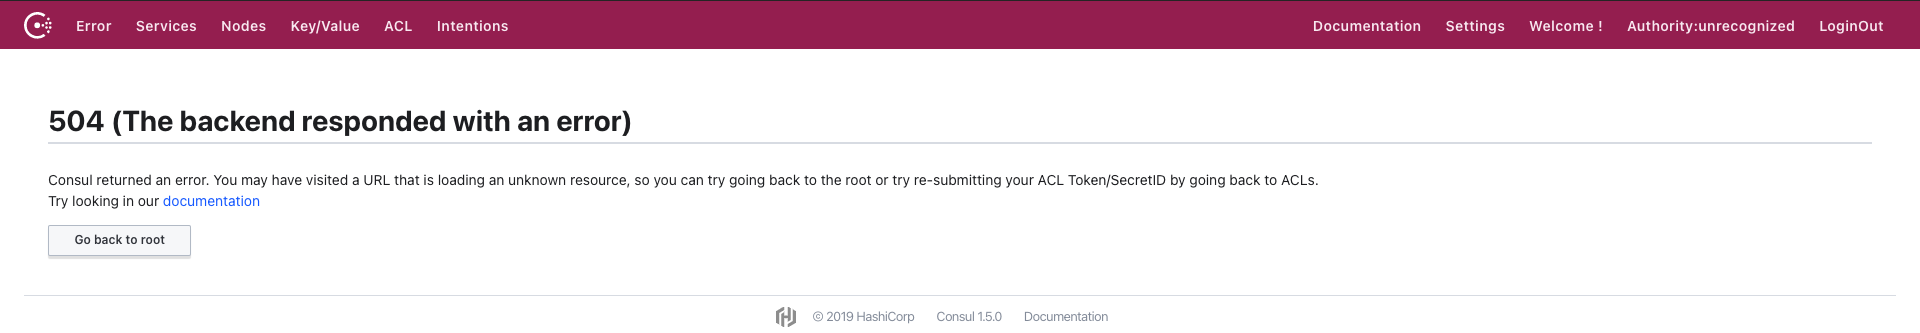 Error Services Nodes Key/Value ACL Intentions Documentation Settings Welcome ! Authority:unrecognized LoginOut
504 (The backend responded with an error)
Consul returned an error. You may have visited a URL that is loading an unknown resource, so you can try going back to the root or try re-submitting your ACL Token/SecretID by going back to ACLs.
Try looking in our documentation
Go back to root
© 2019 HashiCorp Consul 1.5.0 Documentation